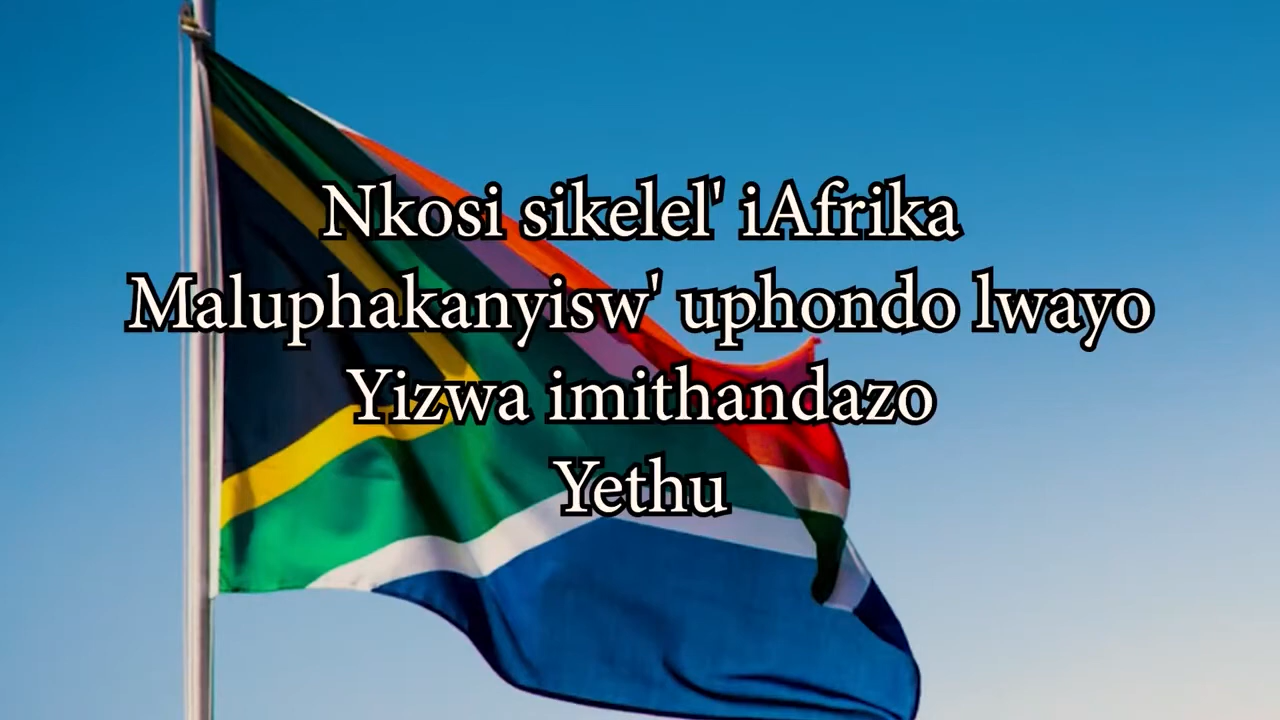 Nkosi sikelel' iAfrika
Maluphakanyisw' uphondo lwayo
Yizwa imithandazo
Yethu